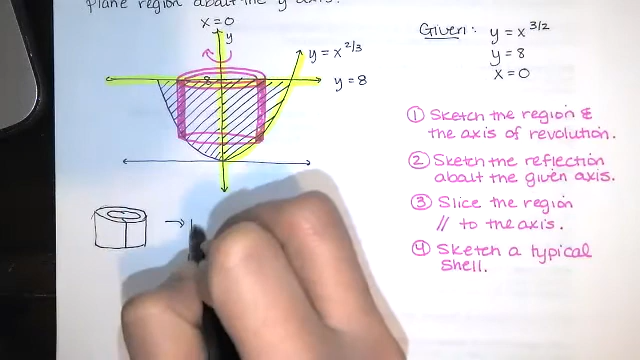 plane region about the y axis.
x=0
y
y = x^2/3
8
y = 8
Given: y = x^3/2
y = 8
x = 0
① Sketch the region &
the axis of revolution.
② Sketch the reflection
about the given axis.
③ Slice the region
// to the axis.
④ Sketch a typical
shell.